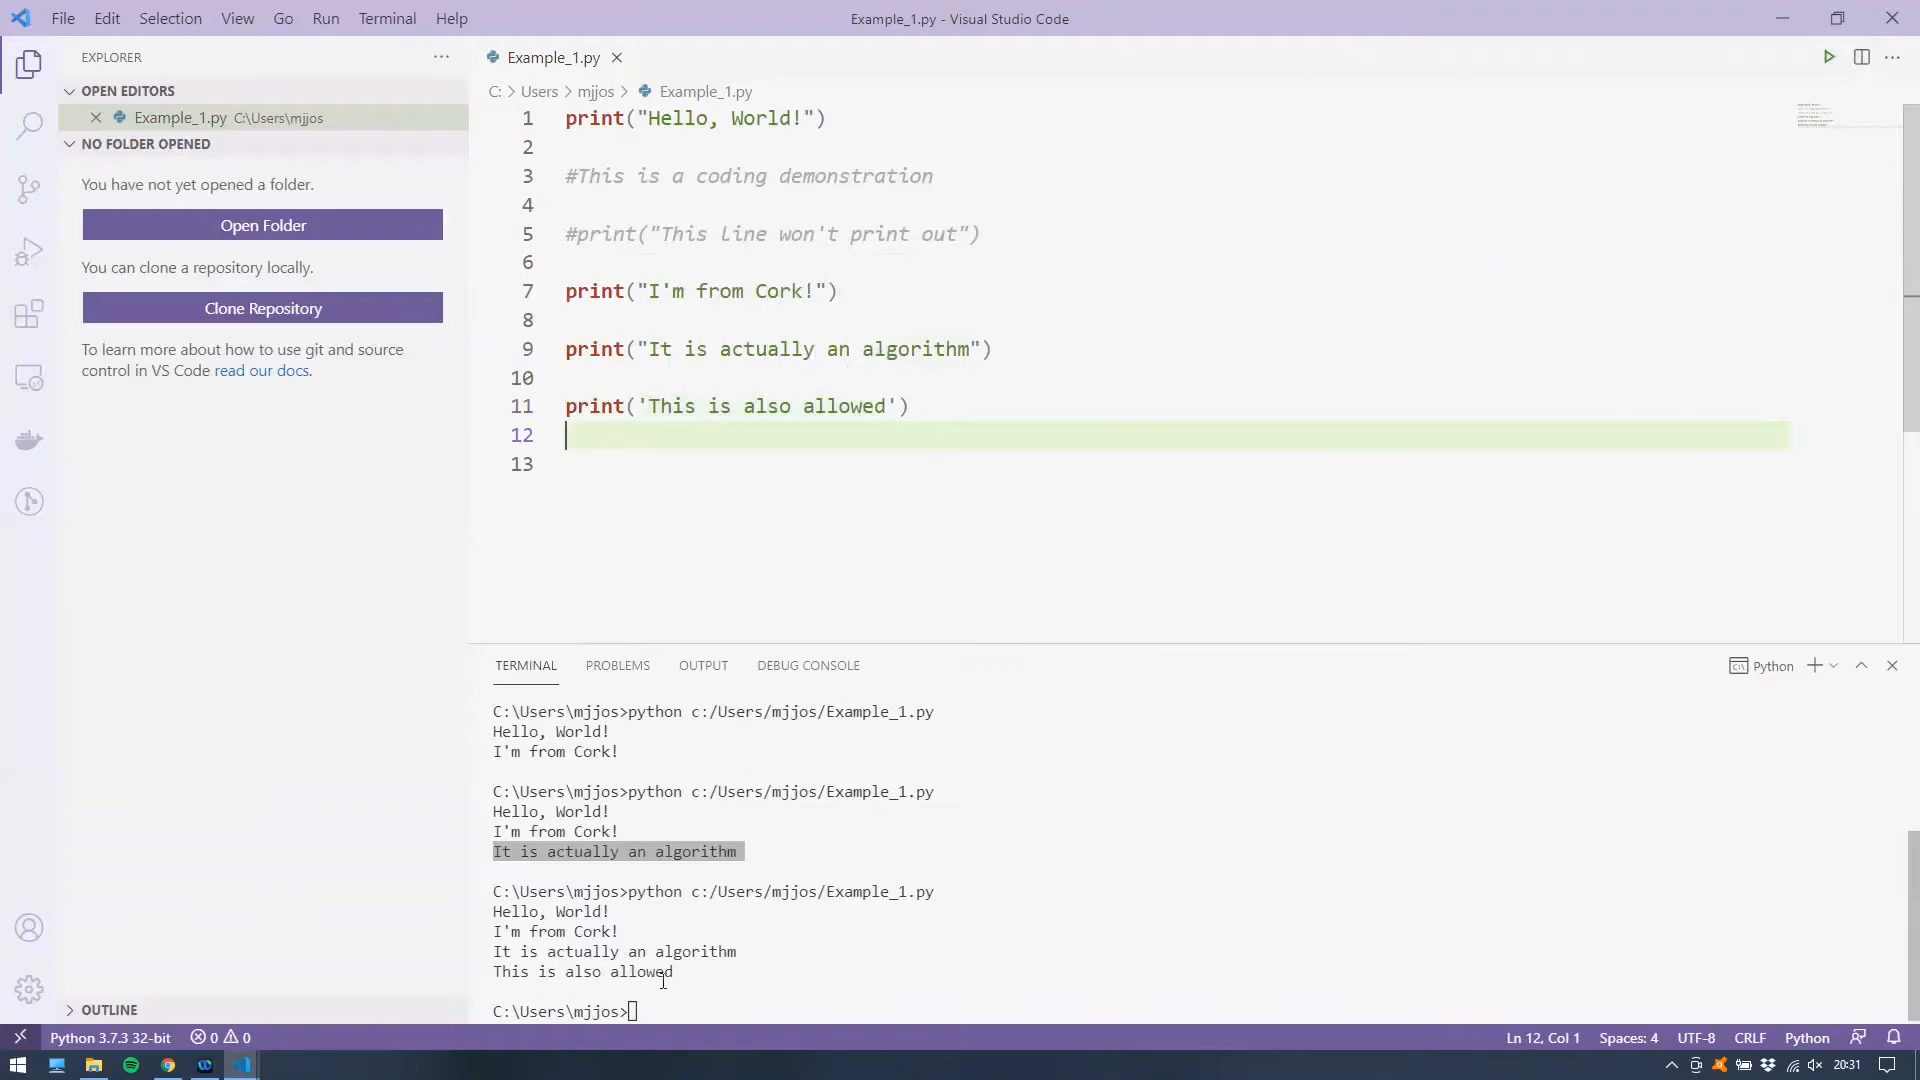 File Edit Selection View Go Run Terminal Help
Example_1.py - Visual Studio Code
EXPLORER
OPEN EDITORS
Example_1.py C:\Users\mjjos
NO FOLDER OPENED
You have not yet opened a folder.
Open Folder
You can clone a repository locally.
Clone Repository
To learn more about how to use git and source
control in VS Code read our docs.
OUTLINE
Example_1.py
C: > Users > mjjos > Example_1.py
1 print("Hello, World!")
2
3 #This is a coding demonstration
4
5 #print("This line won't print out")
6
7 print("I'm from Cork!")
8
9 print("It is actually an algorithm")
10
11 print('This is also allowed')
12
13
TERMINAL PROBLEMS OUTPUT DEBUG CONSOLE
Python
C:\Users\mjjos>python c:/Users/mjjos/Example_1.py
Hello, World!
I'm from Cork!
C:\Users\mjjos>python c:/Users/mjjos/Example_1.py
Hello, World!
I'm from Cork!
It is actually an algorithm
C:\Users\mjjos>python c:/Users/mjjos/Example_1.py
Hello, World!
I'm from Cork!
It is actually an algorithm
This is also allowed
C:\Users\mjjos>
Python 3.7.3 32-bit 0 0
Ln 12, Col 1 Spaces: 4 UTF-8 CRLF Python
20:31